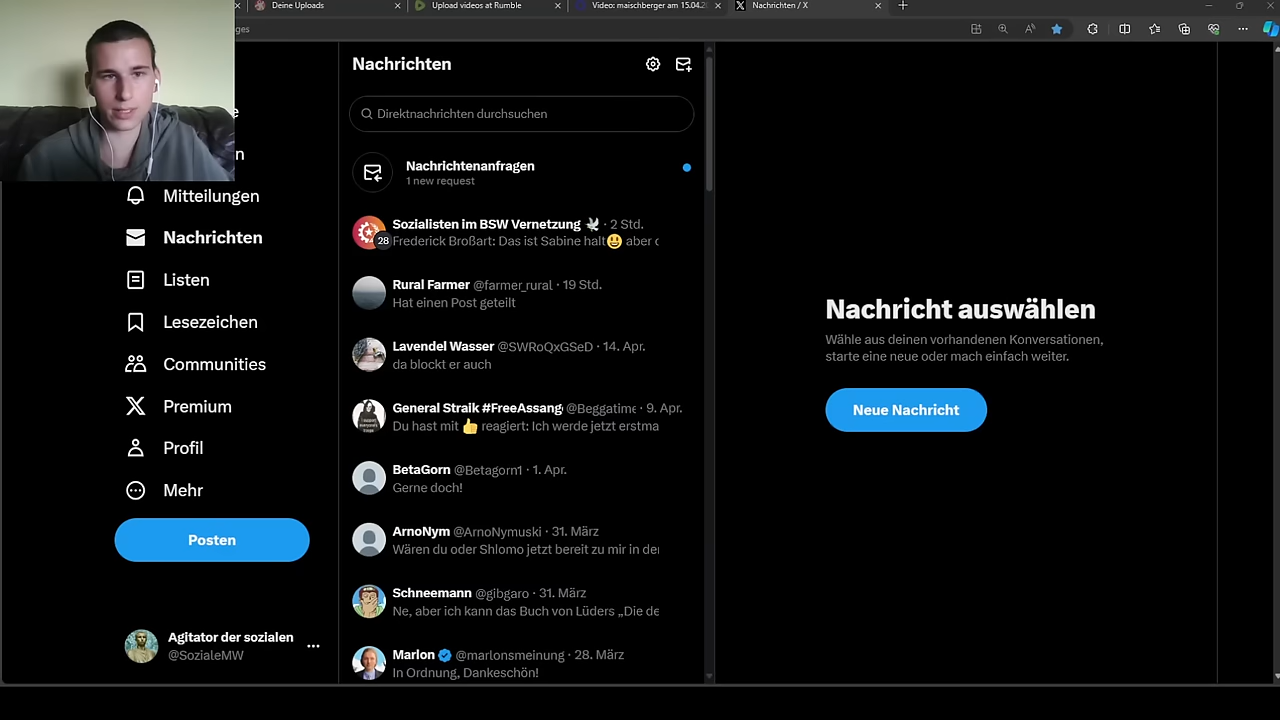 Deine Uploads
Upload videos at Rumble
Video: maischberger am 15.04.2
Nachrichten / X
ges
Nachrichten
Direktnachrichten durchsuchen
Nachrichtenanfragen
1 new request
Sozialisten im BSW Vernetzung 🕊 · 2 Std.
28
Frederick Broßart: Das ist Sabine halt😃 aber
Rural Farmer @farmer_rural · 19 Std.
Hat einen Post geteilt
Lavendel Wasser @SWRoQxGSeD · 14. Apr.
da blockt er auch
General Straik #FreeAssang @Beggatime · 9. Apr.
Du hast mit 👍 reagiert: Ich werde jetzt erstma
BetaGorn @Betagorn1 · 1. Apr.
Gerne doch!
ArnoNym @ArnoNymuski · 31. März
Wären du oder Shlomo jetzt bereit zu mir in de
Schneemann @gibgaro · 31. März
Ne, aber ich kann das Buch von Lüders „Die de
Marlon @marlonsmeinung · 28. März
In Ordnung, Dankeschön!
e
n
Mitteilungen
Nachrichten
Listen
Lesezeichen
Communities
Premium
Profil
Mehr
Posten
Agitator der sozialen
@SozialeMW
Nachricht auswählen
Wähle aus deinen vorhandenen Konversationen,
starte eine neue oder mach einfach weiter.
Neue Nachricht